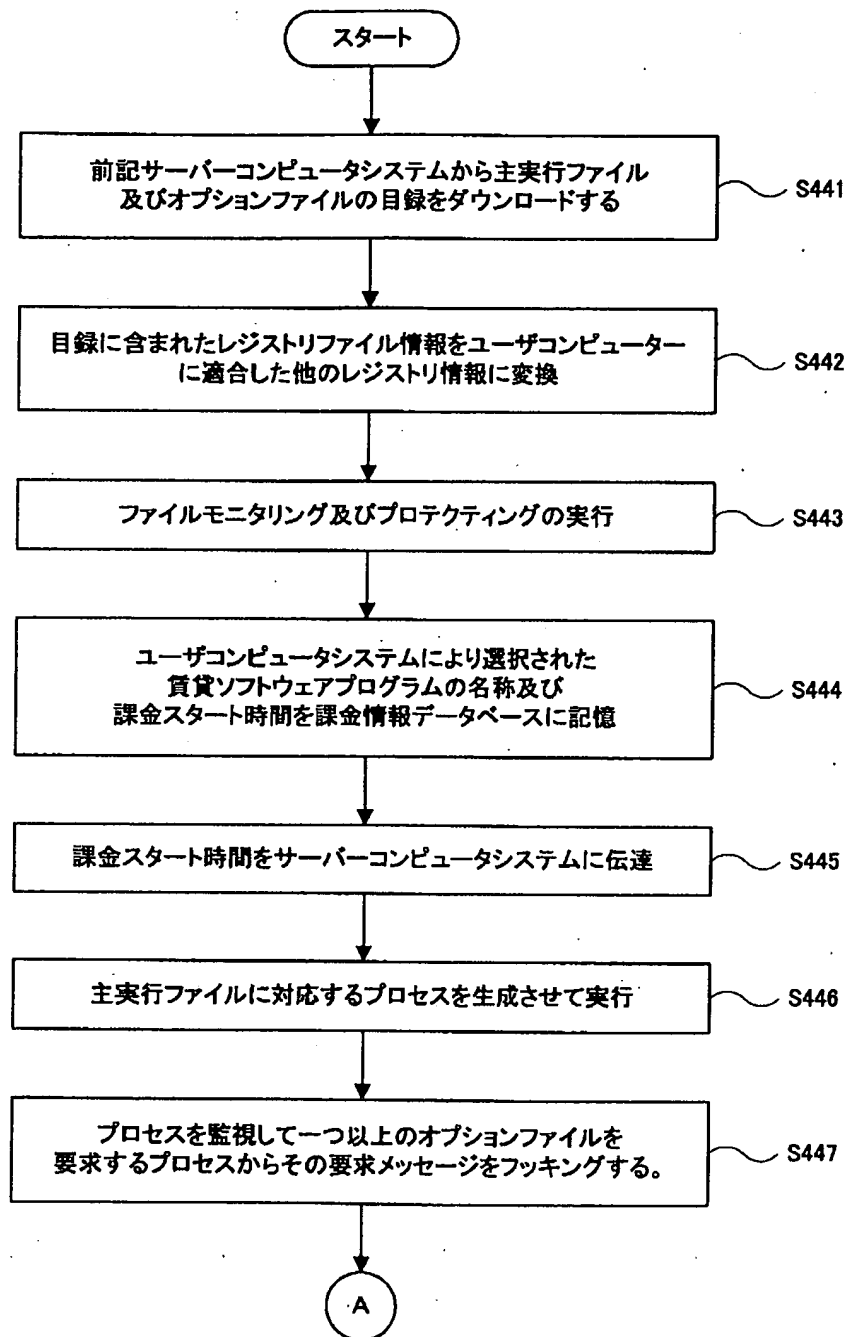 スタート
前記サーバーコンピュータシステムから主実行ファイル
及びオプションファイルの目録をダウンロードする
S441
目録に含まれたレジストリファイル情報をユーザコンピューター
に適合した他のレジストリ情報に変換
S442
ファイルモニタリング及びプロテクティングの実行
S443
ユーザコンピュータシステムにより選択された
賃貸ソフトウェアプログラムの名称及び
課金スタート時間を課金情報データベースに記憶
S444
課金スタート時間をサーバーコンピュータシステムに伝達
S445
主実行ファイルに対応するプロセスを生成させて実行
S446
プロセスを監視して一つ以上のオプションファイルを
要求するプロセスからその要求メッセージをフッキングする。
S447
A